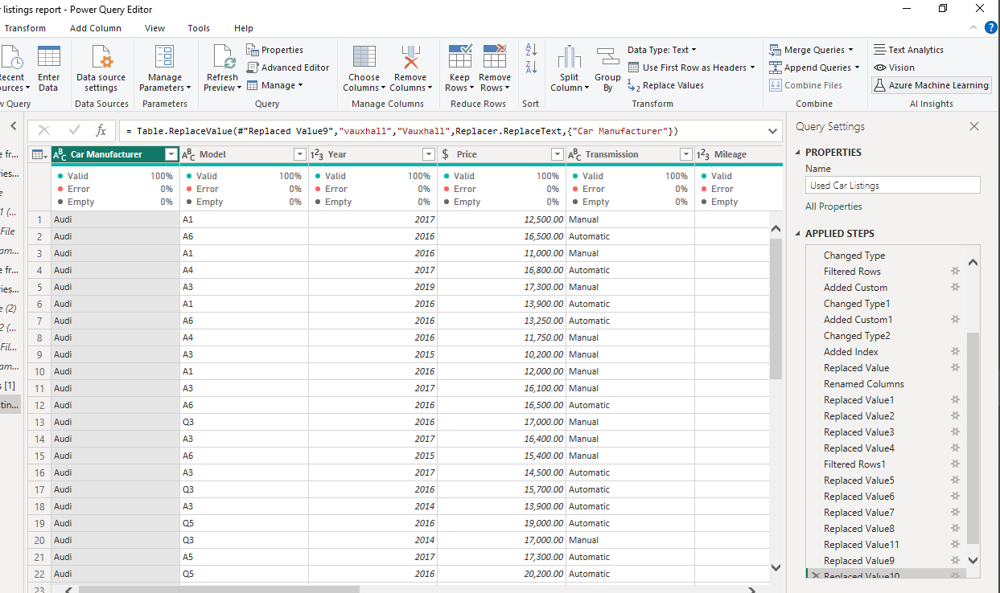 listings report - Power Query Editor
Transform Add Column View Tools Help
Recent Sources Enter Data Data source settings Manage Parameters Refresh Preview Properties Advanced Editor Manage Choose Columns Remove Columns Keep Rows Remove Rows Split Column Group By Data Type: Text Use First Row as Headers Replace Values Merge Queries Append Queries Combine Files Text Analytics Vision Azure Machine Learning
w Query Data Sources Parameters Query Manage Columns Reduce Rows Sort Transform Combine AI Insights
= Table.ReplaceValue(#"Replaced Value9","vauxhall","Vauxhall",Replacer.ReplaceText,{"Car Manufacturer"})
Car Manufacturer Model Year Price Transmission Mileage
Valid 100% Valid 100% Valid 100% Valid 100% Valid 100% Valid
Error 0% Error 0% Error 0% Error 0% Error 0% Error
Empty 0% Empty 0% Empty 0% Empty 0% Empty 0% Empty
1 Audi A1 2017 12,500.00 Manual
2 Audi A6 2016 16,500.00 Automatic
3 Audi A1 2016 11,000.00 Manual
4 Audi A4 2017 16,800.00 Automatic
5 Audi A3 2019 17,300.00 Manual
6 Audi A1 2016 13,900.00 Automatic
7 Audi A6 2016 13,250.00 Automatic
8 Audi A4 2016 11,750.00 Manual
9 Audi A3 2015 10,200.00 Manual
10 Audi A1 2016 12,000.00 Manual
11 Audi A3 2017 16,100.00 Manual
12 Audi A6 2016 16,500.00 Automatic
13 Audi Q3 2016 17,000.00 Manual
14 Audi A3 2017 16,400.00 Manual
15 Audi A6 2015 15,400.00 Manual
16 Audi A3 2017 14,500.00 Automatic
17 Audi Q3 2016 15,700.00 Automatic
18 Audi A3 2014 13,900.00 Automatic
19 Audi Q5 2016 19,000.00 Automatic
20 Audi Q3 2014 17,000.00 Manual
21 Audi A5 2017 17,300.00 Automatic
22 Audi Q5 2016 20,200.00 Automatic
23
Query Settings
PROPERTIES
Name
Used Car Listings
All Properties
APPLIED STEPS
Changed Type
Filtered Rows
Added Custom
Changed Type1
Added Custom1
Changed Type2
Added Index
Replaced Value
Renamed Columns
Replaced Value1
Replaced Value2
Replaced Value3
Replaced Value4
Filtered Rows1
Replaced Value5
Replaced Value6
Replaced Value7
Replaced Value8
Replaced Value11
Replaced Value9
Replaced Value10